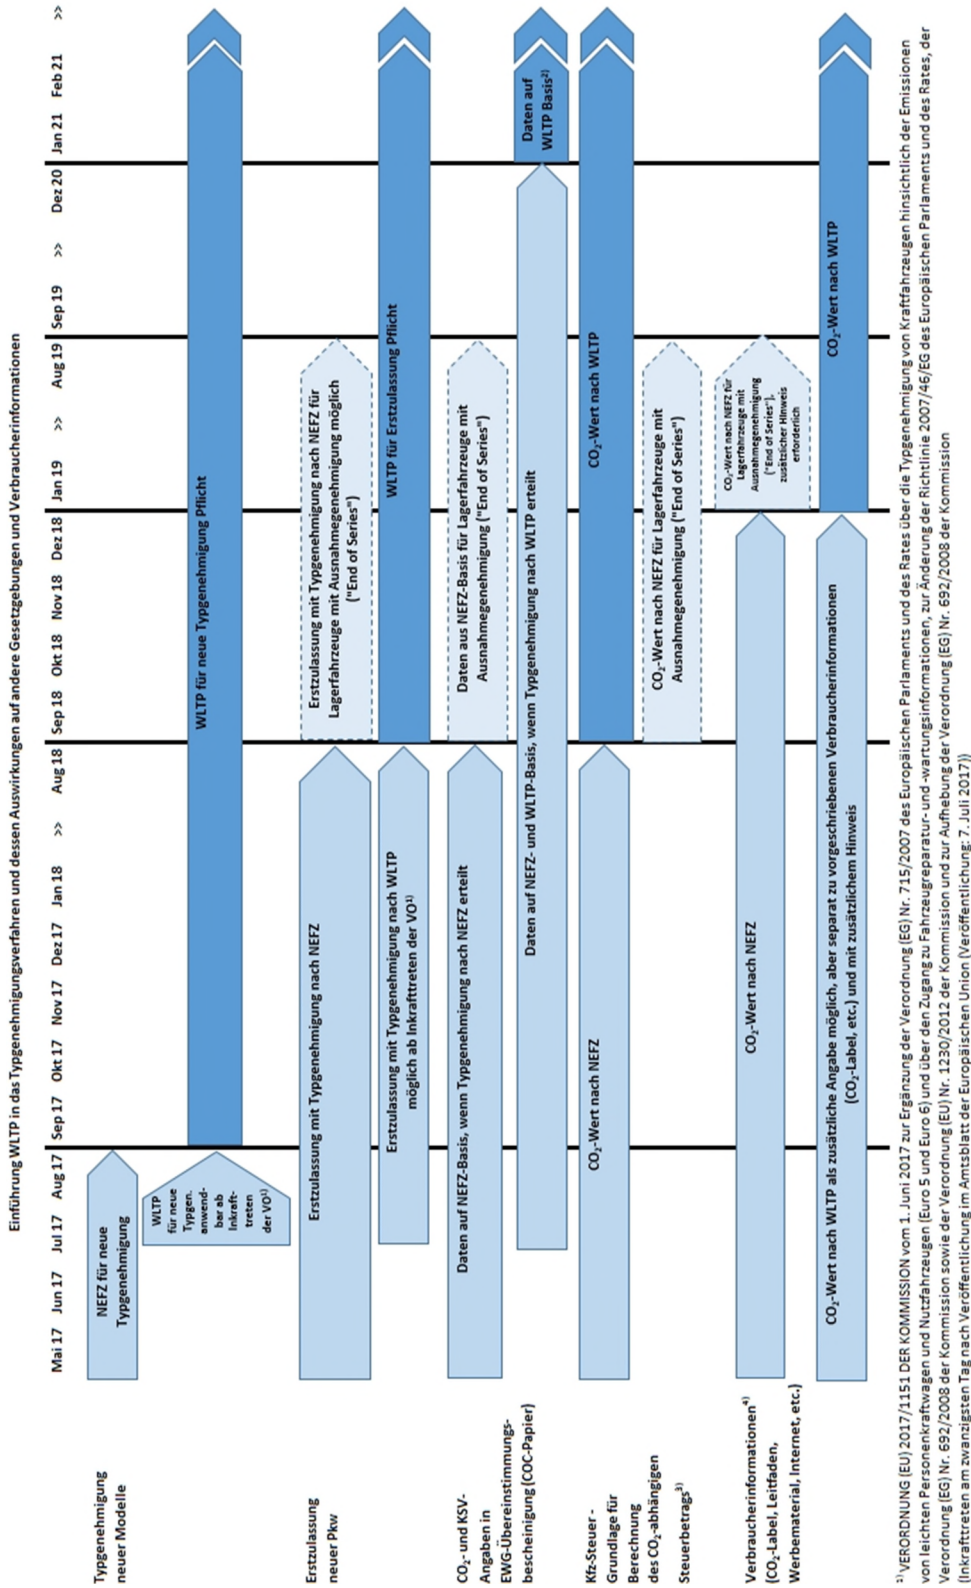 Einführung WLTP in das Typgenehmigungsverfahren und dessen Auswirkungen auf andere Gesetzgebungen und Verbraucherinformationen
Mai 17 Jun 17 Jul 17 Aug 17 Sep 17 Okt 17 Nov 17 Dez 17 Jan 18 >> Aug 18 Sep 18 Okt 18 Nov 18 Dez 18 Jan 19 >> Aug 19 Sep 19 >> Dez 20 Jan 21 Feb 21 >>
Typgenehmigung
neuer Modelle
NEFZ für neue
Typgenehmigung
WLTP
für neue
Typgen.
anwend-
bar ab
Inkraft-
treten
der VO¹⁾
WLTP für neue Typgenehmigung Pflicht
Erstzulassung
neuer Pkw
Erstzulassung mit Typgenehmigung nach NEFZ
Erstzulassung mit Typgenehmigung nach NEFZ für
Lagerfahrzeuge mit Ausnahmegenehmigung möglich
("End of Series")
Erstzulassung mit Typgenehmigung nach WLTP
möglich ab Inkrafttreten der VO¹⁾
WLTP für Erstzulassung Pflicht
CO₂- und KSV-
Angaben in
EWG-Übereinstimmungs-
bescheinigung (COC-Papier)
Daten auf NEFZ-Basis, wenn Typgenehmigung nach NEFZ erteilt
Daten aus NEFZ-Basis für Lagerfahrzeuge mit
Ausnahmegenehmigung ("End of Series")
Daten auf NEFZ- und WLTP-Basis, wenn Typgenehmigung nach WLTP erteilt
Daten auf
WLTP Basis²⁾
Kfz-Steuer -
Grundlage für
Berechnung
des CO₂-abhängigen
Steuerbetrags³⁾
CO₂-Wert nach NEFZ
CO₂-Wert nach WLTP
CO₂-Wert nach NEFZ für Lagerfahrzeuge mit
Ausnahmegenehmigung ("End of Series")
Verbraucherinformationen⁴⁾
(CO₂-Label, Leitfaden,
Werbematerial, Internet, etc.)
CO₂-Wert nach NEFZ
CO₂-Wert nach NEFZ für
Lagerfahrzeuge mit
Ausnahmegenehmigung
("End of Series"),
zusätzlicher Hinweis
erforderlich
CO₂-Wert nach WLTP als zusätzliche Angabe möglich, aber separat zu vorgeschriebenen Verbraucherinformationen
(CO₂-Label, etc.) und mit zusätzlichem Hinweis
CO₂-Wert nach WLTP
¹⁾ VERORDNUNG (EU) 2017/1151 DER KOMMISSION vom 1. Juni 2017 zur Ergänzung der Verordnung (EG) Nr. 715/2007 des Europäischen Parlaments und des Rates über die Typgenehmigung von Kraftfahrzeugen hinsichtlich der Emissionen
von leichten Personenkraftwagen und Nutzfahrzeugen (Euro 5 und Euro 6) und über den Zugang zu Fahrzeugreparatur- und -wartungsinformationen, zur Änderung der Richtlinie 2007/46/EG des Europäischen Parlaments und des Rates, der
Verordnung (EG) Nr. 692/2008 der Kommission sowie der Verordnung (EU) Nr. 1230/2012 der Kommission und zur Aufhebung der Verordnung (EG) Nr. 692/2008 der Kommission
(Inkrafttreten am zwanzigsten Tag nach Veröffentlichung im Amtsblatt der Europäischen Union (Veröffentlichung: 7. Juli 2017))